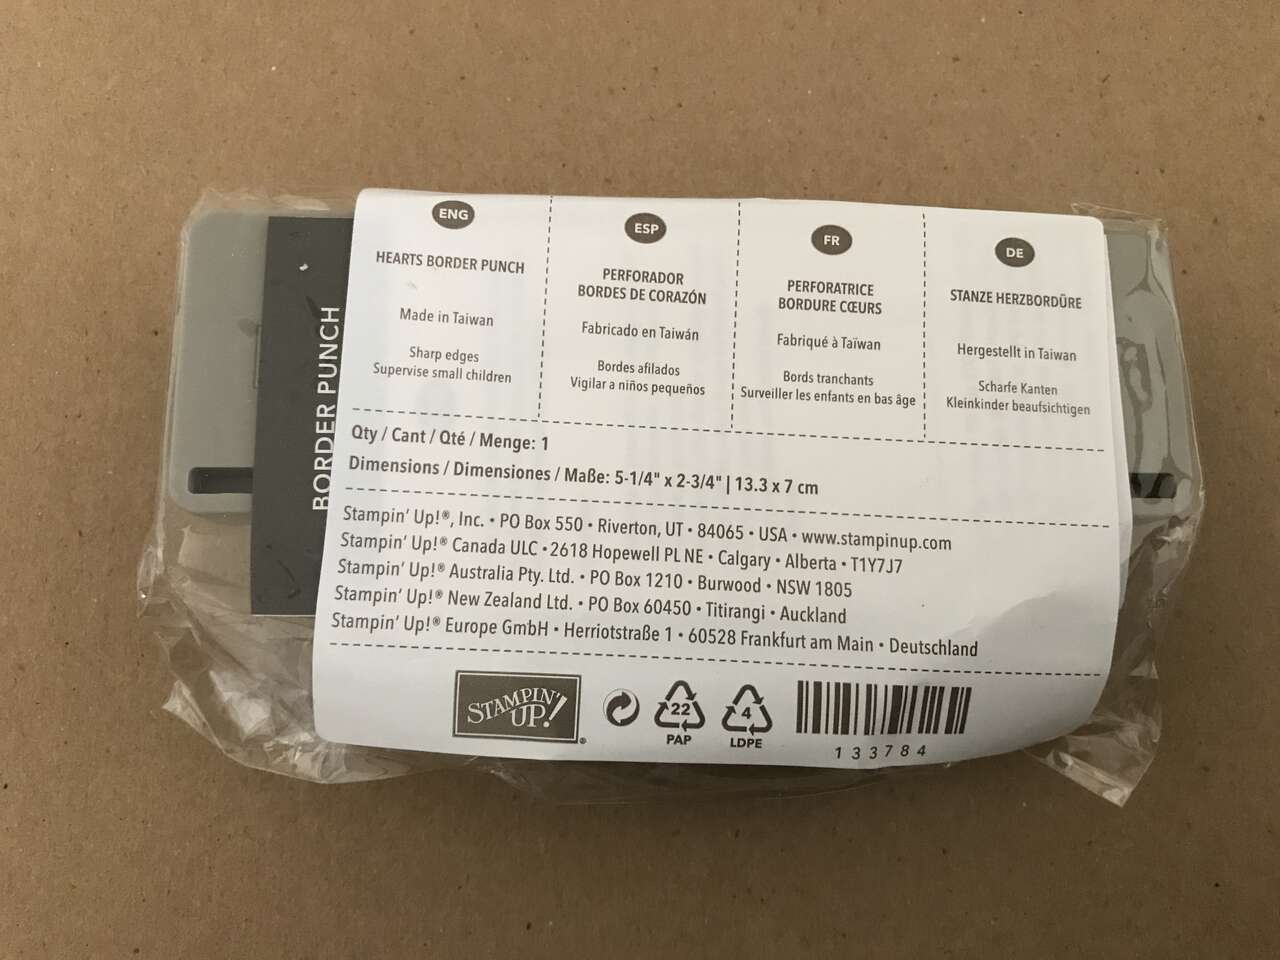 BORDER PUNCH
ENG
HEARTS BORDER PUNCH
Made in Taiwan
Sharp edges
Supervise small children
ESP
PERFORADOR
BORDES DE CORAZÓN
Fabricado en Taiwán
Bordes afilados
Vigilar a niños pequeños
FR
PERFORATRICE
BORDURE CŒURS
Fabriqué à Taïwan
Bords tranchants
Surveiller les enfants en bas âge
DE
STANZE HERZBORDÜRE
Hergestellt in Taiwan
Scharfe Kanten
Kleinkinder beaufsichtigen
Qty / Cant / Qté / Menge: 1
Dimensions / Dimensiones / Maße: 5-1/4" x 2-3/4" | 13.3 x 7 cm
Stampin' Up!®, Inc. • PO Box 550 • Riverton, UT • 84065 • USA • www.stampinup.com
Stampin' Up!® Canada ULC • 2618 Hopewell PL NE • Calgary • Alberta • T1Y7J7
Stampin' Up!® Australia Pty. Ltd. • PO Box 1210 • Burwood • NSW 1805
Stampin' Up!® New Zealand Ltd. • PO Box 60450 • Titirangi • Auckland
Stampin' Up!® Europe GmbH • Herriotstraße 1 • 60528 Frankfurt am Main • Deutschland
STAMPIN' UP!®
22
PAP
4
LDPE
133784